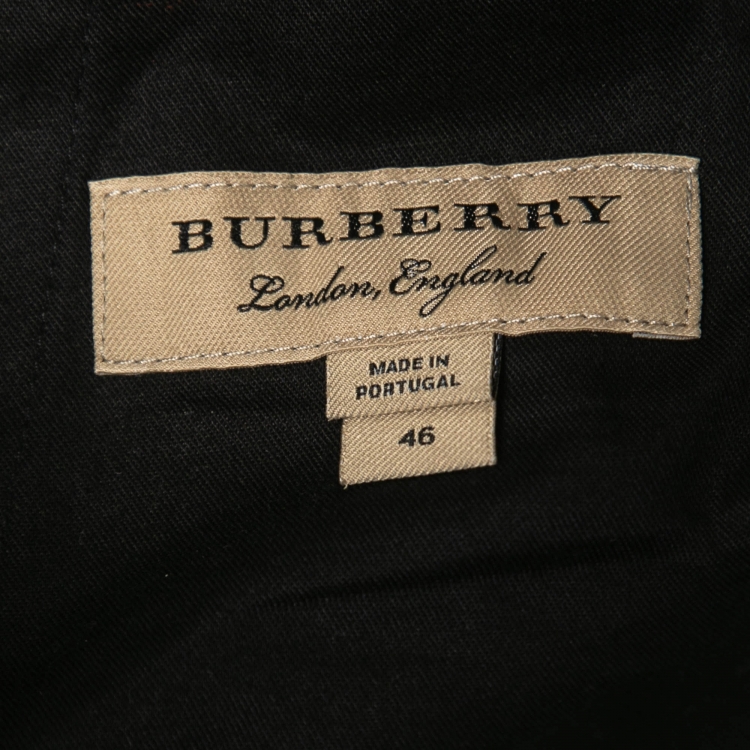 BURBERRY
London, England
MADE IN
PORTUGAL
46